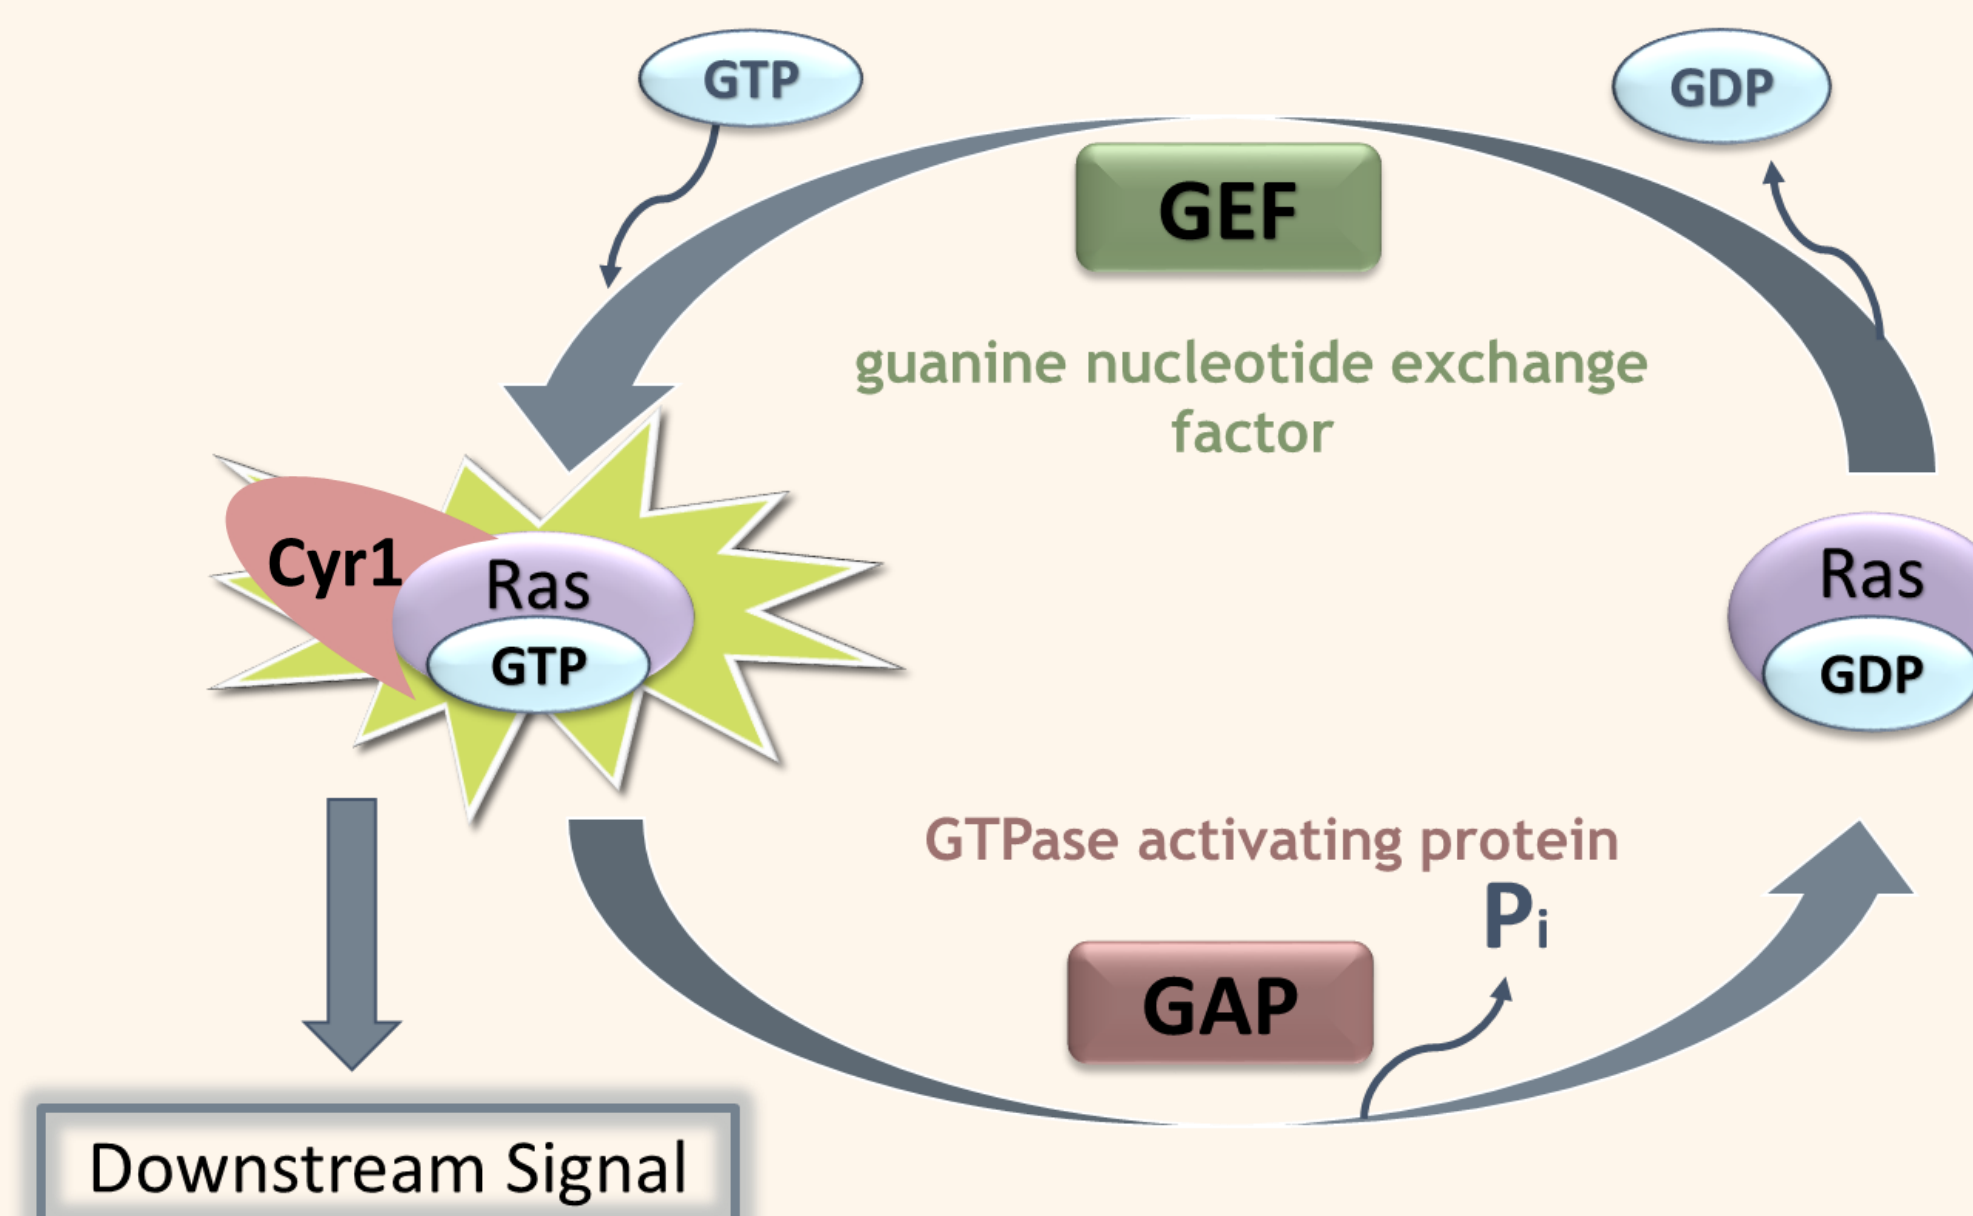 GTP
GDP
GEF
guanine nucleotide exchange
factor
Cyr1
Ras
GTP
Ras
GDP
GTPase activating protein
Pi
GAP
Downstream Signal